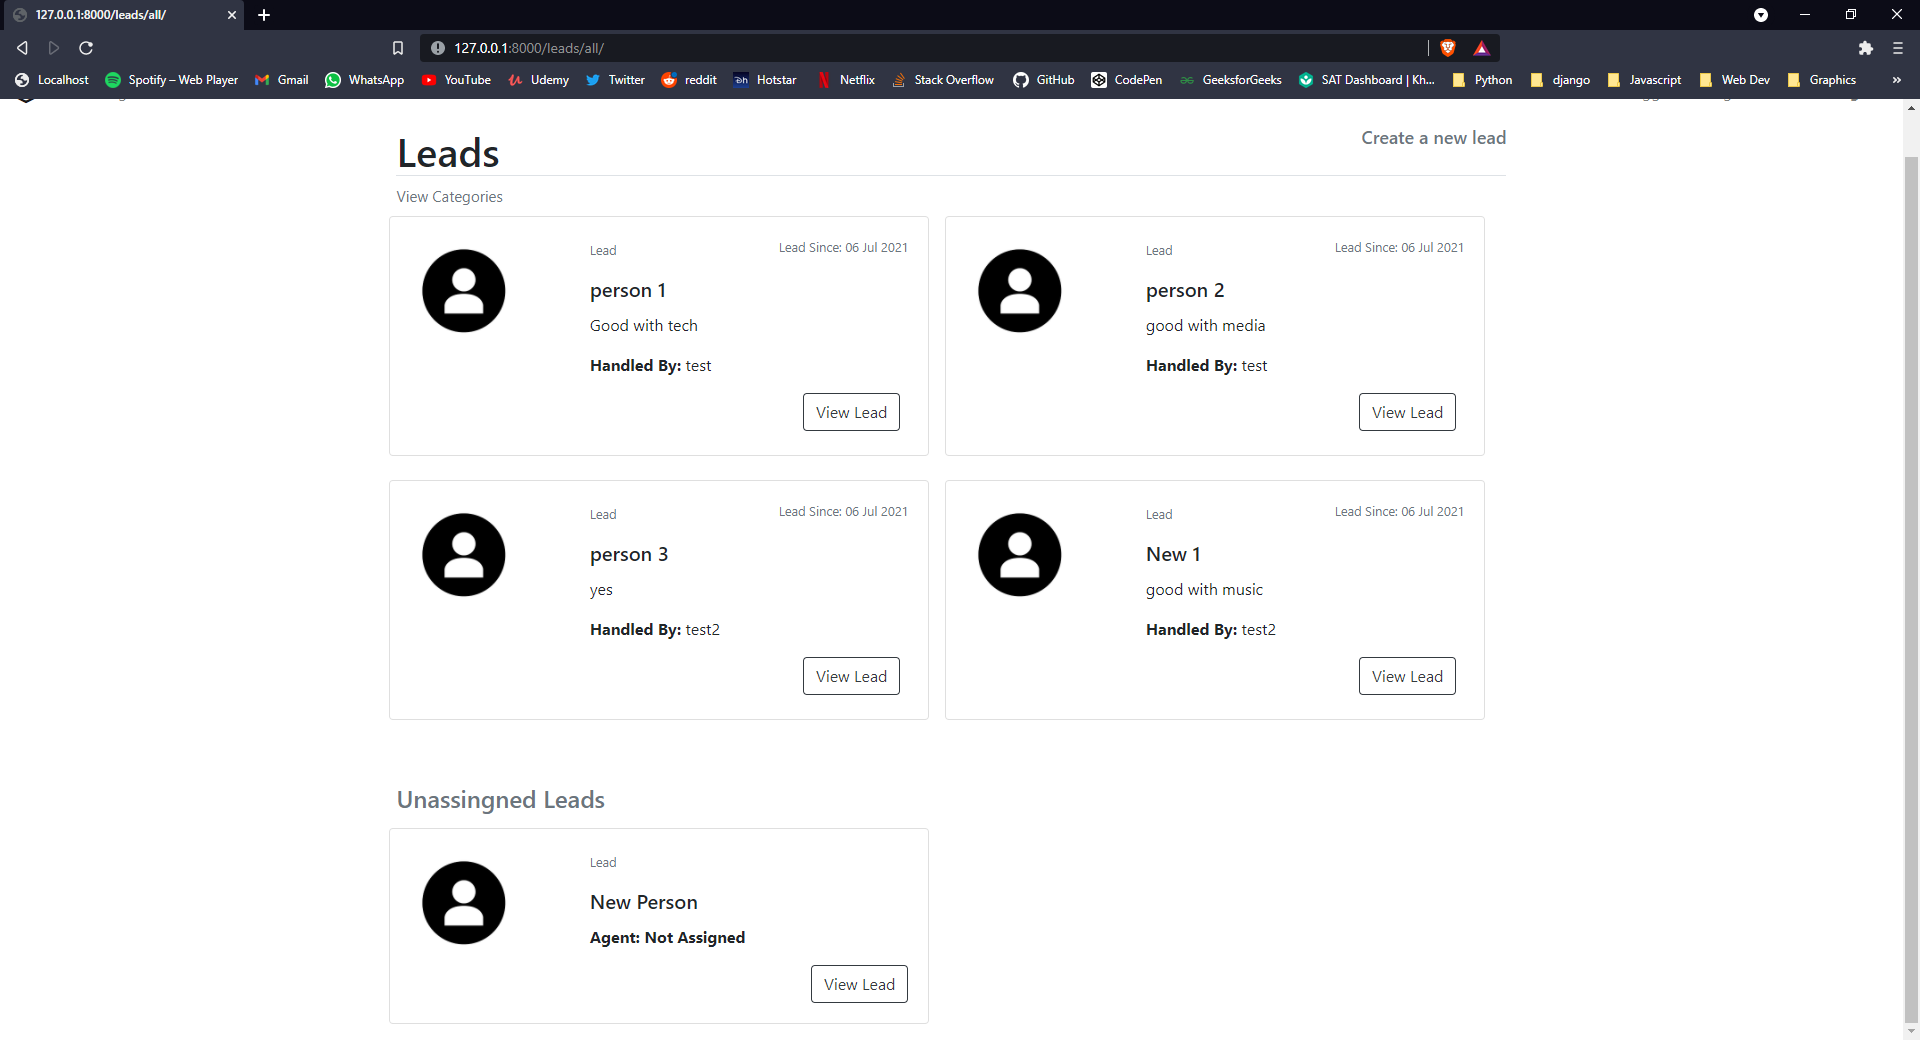 127.0.0.1:8000/leads/all/
127.0.0.1:8000/leads/all/
Localhost Spotify – Web Player Gmail WhatsApp YouTube Udemy Twitter reddit Hotstar Netflix Stack Overflow GitHub CodePen GeeksforGeeks SAT Dashboard | Kh... Python django Javascript Web Dev Graphics »
Create a new lead
Leads
View Categories
Lead Lead Since: 06 Jul 2021
person 1
Good with tech
Handled By: test
View Lead
Lead Lead Since: 06 Jul 2021
person 2
good with media
Handled By: test
View Lead
Lead Lead Since: 06 Jul 2021
person 3
yes
Handled By: test2
View Lead
Lead Lead Since: 06 Jul 2021
New 1
good with music
Handled By: test2
View Lead
Unassingned Leads
Lead
New Person
Agent: Not Assigned
View Lead